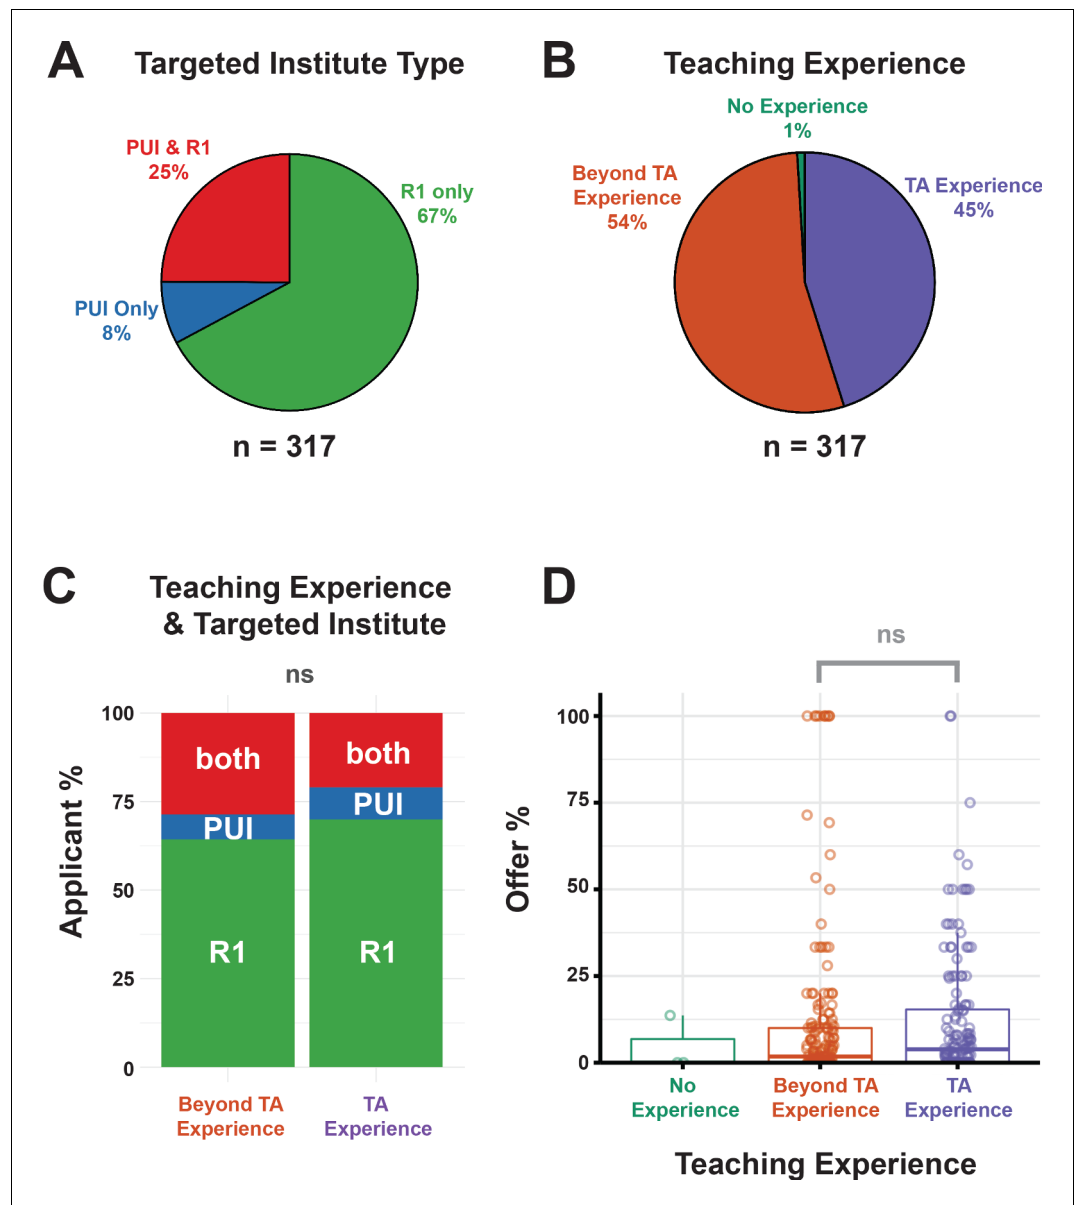 A
Targeted Institute Type
PUI & R1
25%
R1 only
67%
PUI Only
8%
n = 317
B
Teaching Experience
No Experience
1%
Beyond TA
Experience
54%
TA Experience
45%
n = 317
C
Teaching Experience
& Targeted Institute
ns
Applicant %
100
75
50
25
0
both
PUI
R1
both
PUI
R1
Beyond TA
Experience
TA
Experience
D
ns
Offer %
100
75
50
25
0
No
Experience
Beyond TA
Experience
TA
Experience
Teaching Experience